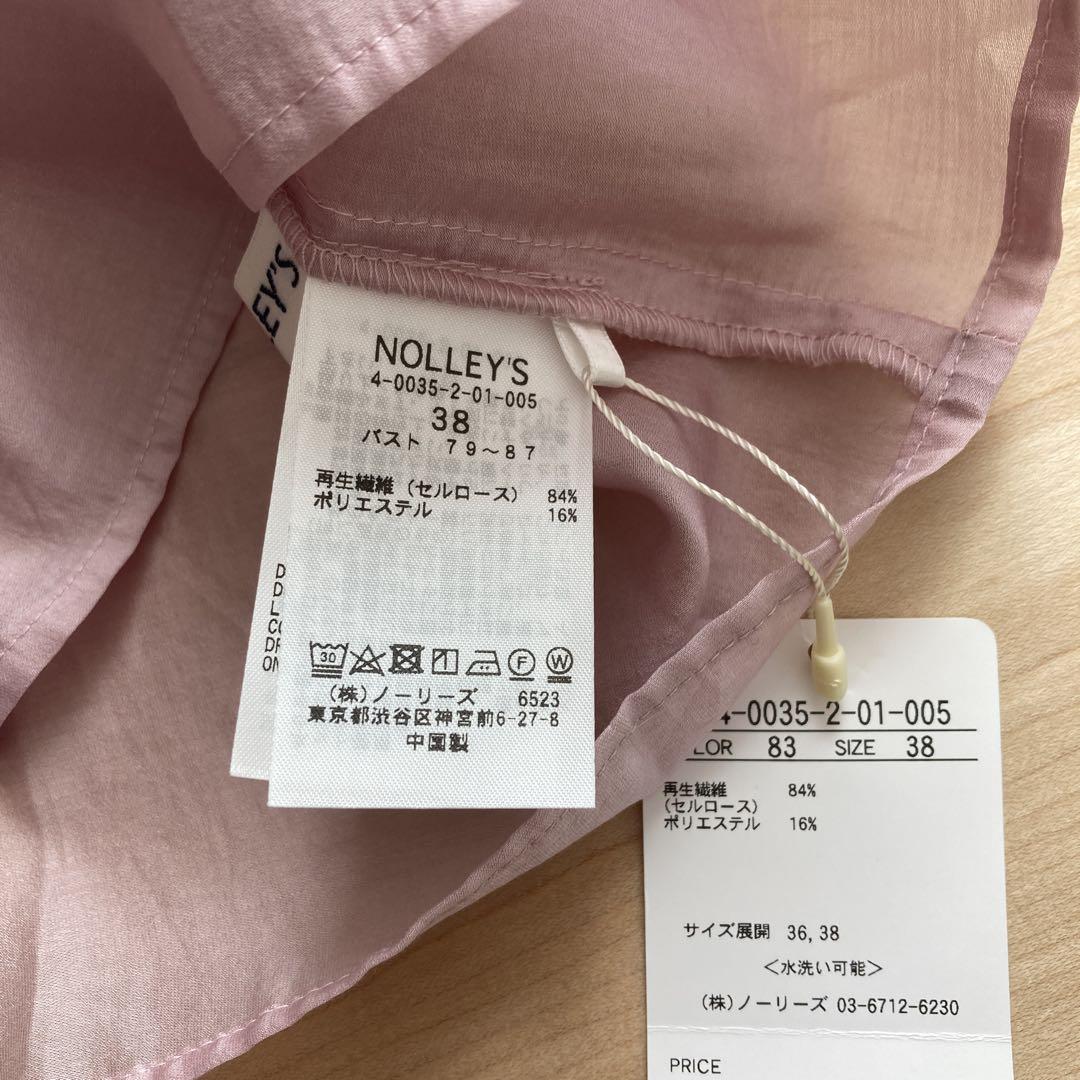 EY'S
NOLLEY'S
4-0035-2-01-005
38
バスト 79~87
再生繊維(セルロース) 84%
ポリエステル 16%
D
D
L
CO
DR
ON
30 F W
(株)ノーリーズ 6523
東京都渋谷区神宮前6-27-8
中国製
4-0035-2-01-005
LOR 83 SIZE 38
再生繊維 84%
(セルロース)
ポリエステル 16%
サイズ展開 36,38
<水洗い可能>
(株)ノーリーズ 03-6712-6230
PRICE